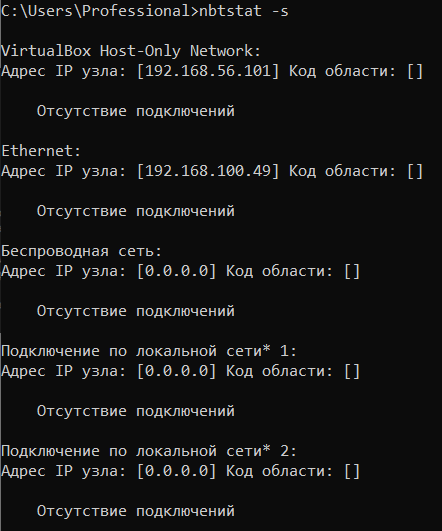 C:\Users\Professional>nbtstat -s
VirtualBox Host-Only Network:
Адрес IP узла: [192.168.56.101] Код области: []
Отсутствие подключений
Ethernet:
Адрес IP узла: [192.168.100.49] Код области: []
Отсутствие подключений
Беспроводная сеть:
Адрес IP узла: [0.0.0.0] Код области: []
Отсутствие подключений
Подключение по локальной сети* 1:
Адрес IP узла: [0.0.0.0] Код области: []
Отсутствие подключений
Подключение по локальной сети* 2:
Адрес IP узла: [0.0.0.0] Код области: []
Отсутствие подключений